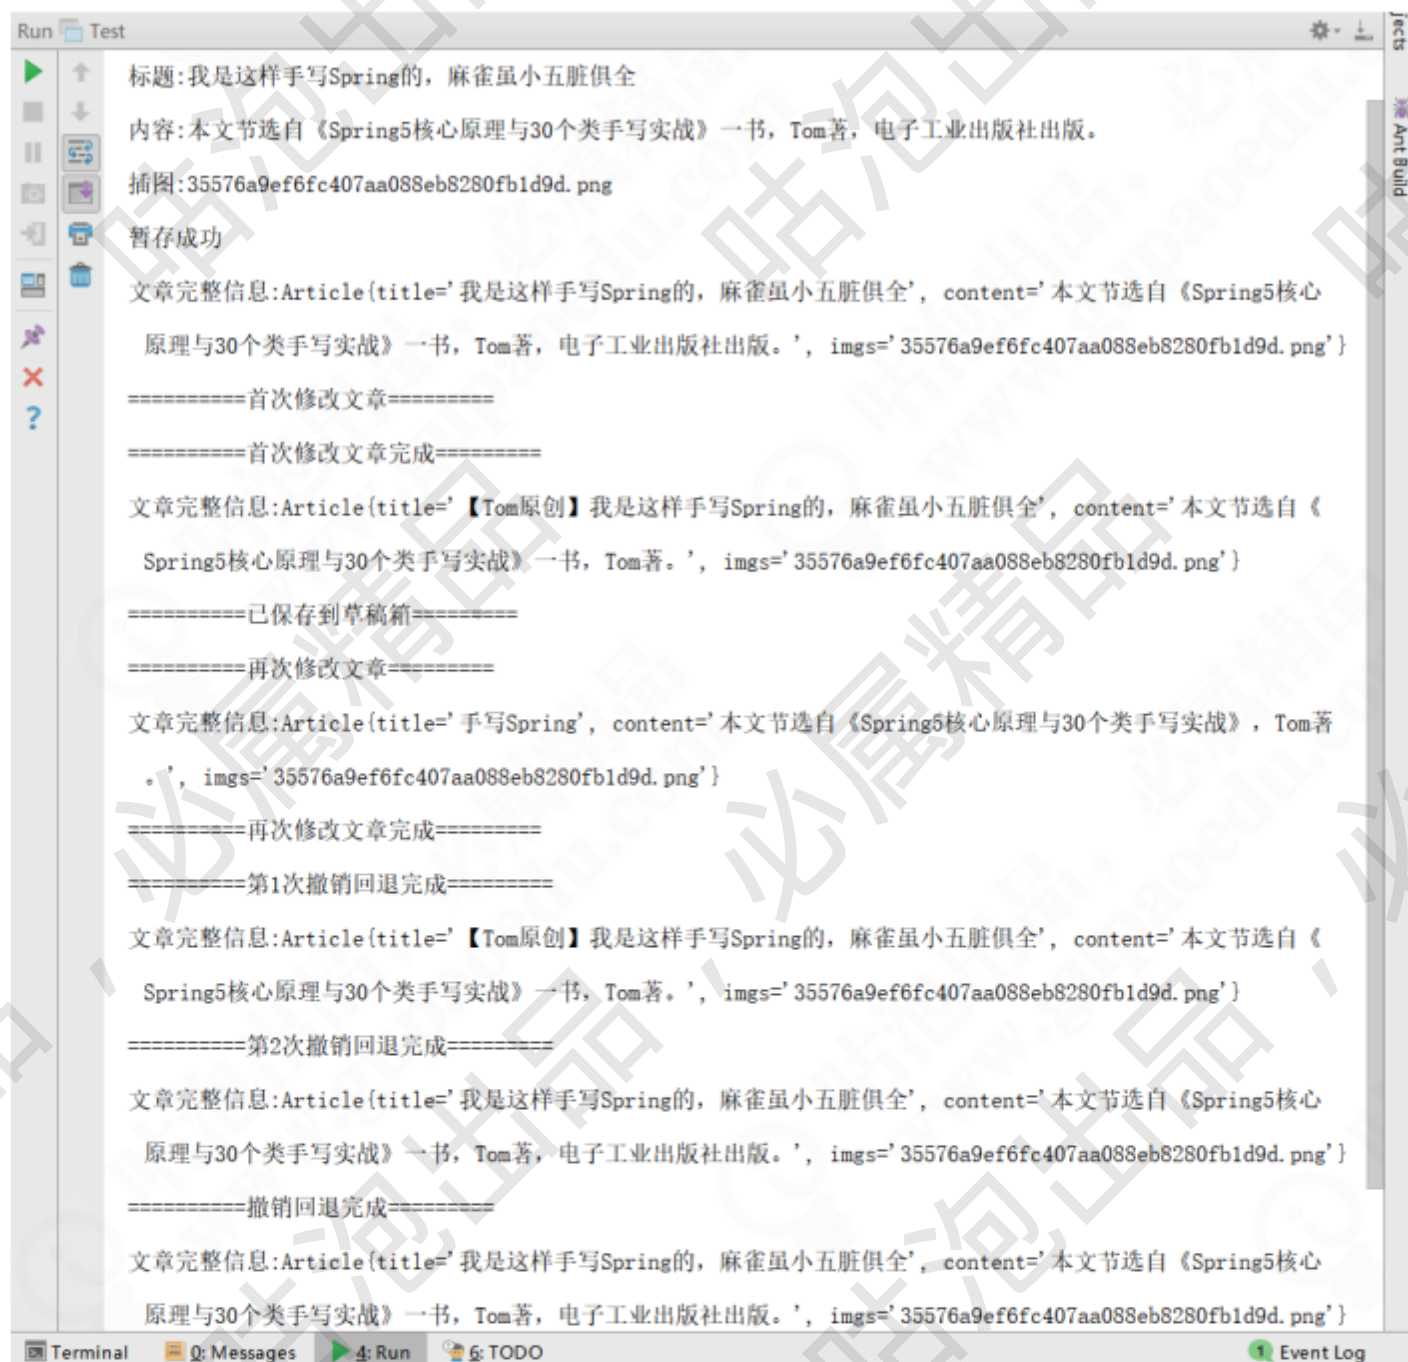 Run Test
标题:我是这样手写Spring的，麻雀虽小五脏俱全
内容:本文节选自《Spring5核心原理与30个类手写实战》一书，Tom著，电子工业出版社出版。
插图:35576a9ef6fc407aa088eb8280fb1d9d.png
暂存成功
文章完整信息:Article{title='我是这样手写Spring的，麻雀虽小五脏俱全', content='本文节选自《Spring5核心
原理与30个类手写实战》一书，Tom著，电子工业出版社出版。', imgs='35576a9ef6fc407aa088eb8280fb1d9d.png'}
==========首次修改文章=========
==========首次修改文章完成=========
文章完整信息:Article{title='【Tom原创】我是这样手写Spring的，麻雀虽小五脏俱全', content='本文节选自《
Spring5核心原理与30个类手写实战》一书，Tom著。', imgs='35576a9ef6fc407aa088eb8280fb1d9d.png'}
==========已保存到草稿箱=========
==========再次修改文章=========
文章完整信息:Article{title='手写Spring', content='本文节选自《Spring5核心原理与30个类手写实战》，Tom著
。', imgs='35576a9ef6fc407aa088eb8280fb1d9d.png'}
==========再次修改文章完成=========
==========第1次撤销回退完成=========
文章完整信息:Article{title='【Tom原创】我是这样手写Spring的，麻雀虽小五脏俱全', content='本文节选自《
Spring5核心原理与30个类手写实战》一书，Tom著。', imgs='35576a9ef6fc407aa088eb8280fb1d9d.png'}
==========第2次撤销回退完成=========
文章完整信息:Article{title='我是这样手写Spring的，麻雀虽小五脏俱全', content='本文节选自《Spring5核心
原理与30个类手写实战》一书，Tom著，电子工业出版社出版。', imgs='35576a9ef6fc407aa088eb8280fb1d9d.png'}
==========撤销回退完成=========
文章完整信息:Article{title='我是这样手写Spring的，麻雀虽小五脏俱全', content='本文节选自《Spring5核心
原理与30个类手写实战》一书，Tom著，电子工业出版社出版。', imgs='35576a9ef6fc407aa088eb8280fb1d9d.png'}
Terminal 0: Messages 4: Run 6: TODO 1 Event Log
jects
Ant Build
咕泡出品，必属精品
www.gupaoedu.com